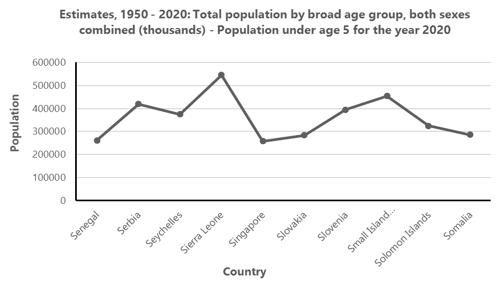 Estimates, 1950 - 2020: Total population by broad age group, both sexes
combined (thousands) - Population under age 5 for the year 2020
600000
500000
400000
300000
200000
100000
0
Population
Senegal
Serbia
Seychelles
Sierra Leone
Singapore
Slovakia
Slovenia
Small Island...
Solomon Islands
Somalia
Country